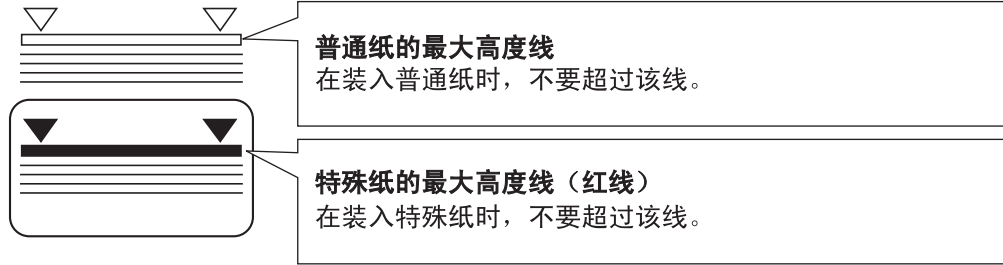 普通纸的最大高度线
在装入普通纸时，不要超过该线。
特殊纸的最大高度线（红线）
在装入特殊纸时，不要超过该线。